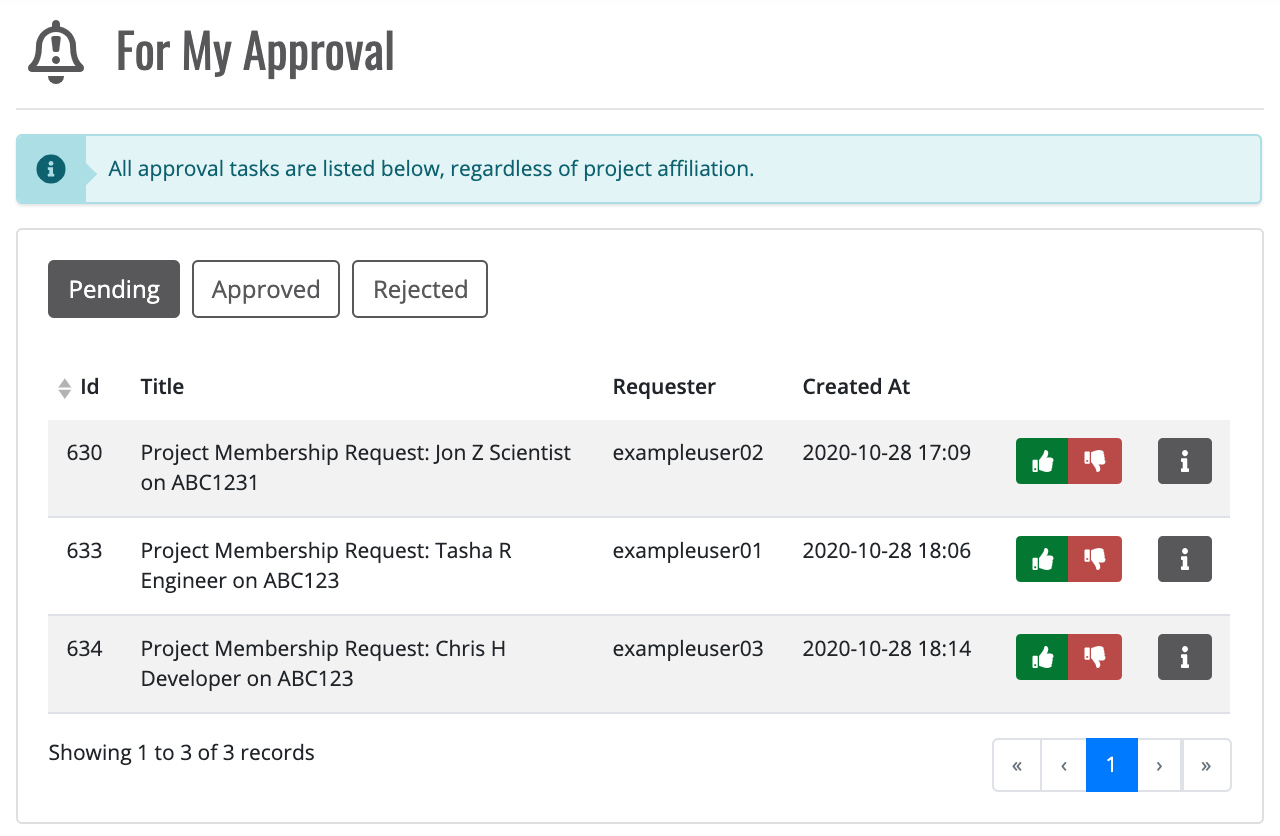 For My Approval
All approval tasks are listed below, regardless of project affiliation.
Pending Approved Rejected
Id Title Requester Created At
630 Project Membership Request: Jon Z Scientist exampleuser02 2020-10-28 17:09
on ABC1231
633 Project Membership Request: Tasha R exampleuser01 2020-10-28 18:06
Engineer on ABC123
634 Project Membership Request: Chris H exampleuser03 2020-10-28 18:14
Developer on ABC123
Showing 1 to 3 of 3 records
« ‹ 1 › »